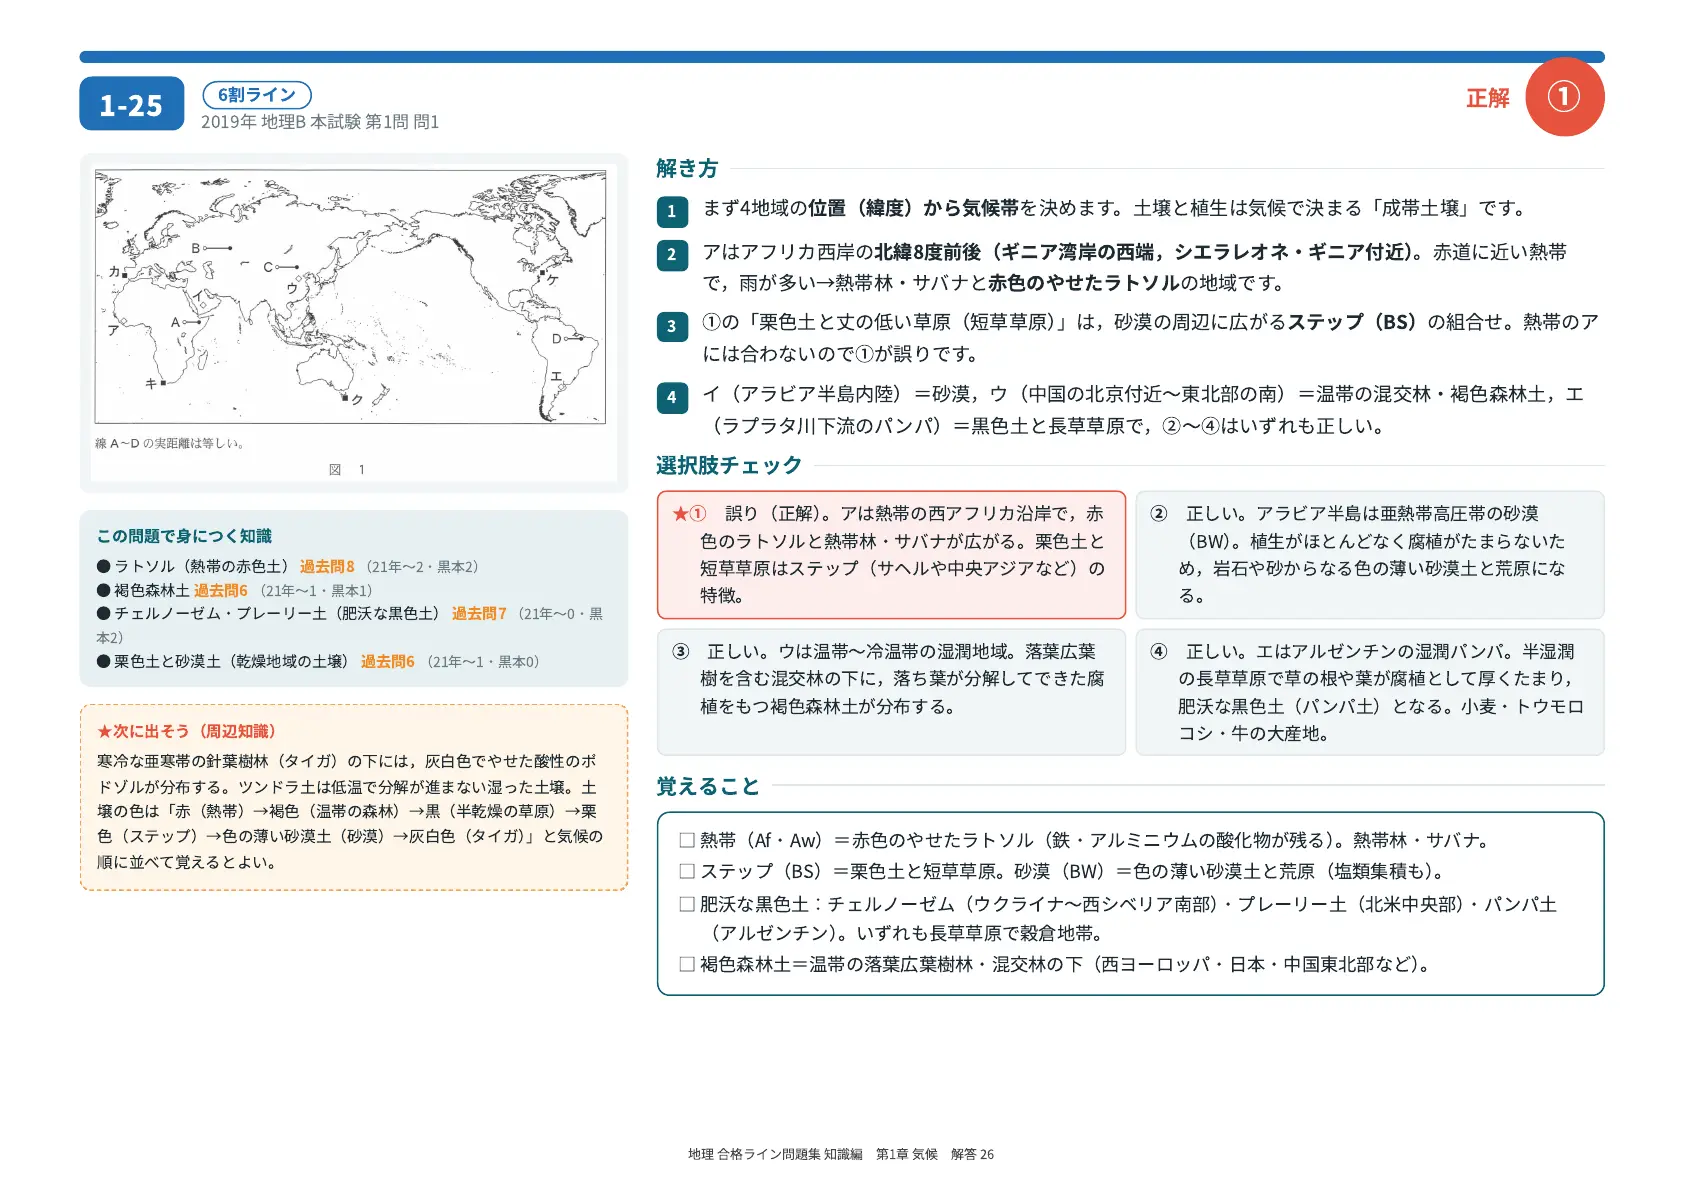 1-25
6割ライン
2019年 地理B 本試験 第1問 問1
正解
①
B
C
カ
ノ
ウ
ケ
イ
ア
A
D
エ
キ
ク
線 A～D の実距離は等しい。
図 1
この問題で身につく知識
●ラトソル（熱帯の赤色土） 過去問8 （21年～2・黒本2）
●褐色森林土 過去問6 （21年～1・黒本1）
●チェルノーゼム・プレーリー土（肥沃な黒色土） 過去問7 （21年～0・黒
本2）
●栗色土と砂漠土（乾燥地域の土壌） 過去問6 （21年～1・黒本0）
★次に出そう（周辺知識）
寒冷な亜寒帯の針葉樹林（タイガ）の下には，灰白色でやせた酸性のポ
ドゾルが分布する。ツンドラ土は低温で分解が進まない湿った土壌。土
壌の色は「赤（熱帯）→褐色（温帯の森林）→黒（半乾燥の草原）→栗
色（ステップ）→色の薄い砂漠土（砂漠）→灰白色（タイガ）」と気候の
順に並べて覚えるとよい。
解き方
1 まず4地域の位置（緯度）から気候帯を決めます。土壌と植生は気候で決まる「成帯土壌」です。
2 アはアフリカ西岸の北緯8度前後（ギニア湾岸の西端，シエラレオネ・ギニア付近）。赤道に近い熱帯
で，雨が多い→熱帯林・サバナと赤色のやせたラトソルの地域です。
3 ①の「栗色土と丈の低い草原（短草草原）」は，砂漠の周辺に広がるステップ（BS）の組合せ。熱帯のア
には合わないので①が誤りです。
4 イ（アラビア半島内陸）＝砂漠，ウ（中国の北京付近～東北部の南）＝温帯の混交林・褐色森林土，エ
（ラプラタ川下流のパンパ）＝黒色土と長草草原で，②～④はいずれも正しい。
選択肢チェック
★① 誤り（正解）。アは熱帯の西アフリカ沿岸で，赤
色のラトソルと熱帯林・サバナが広がる。栗色土と
短草草原はステップ（サヘルや中央アジアなど）の
特徴。
② 正しい。アラビア半島は亜熱帯高圧帯の砂漠
（BW）。植生がほとんどなく腐植がたまらないた
め，岩石や砂からなる色の薄い砂漠土と荒原にな
る。
③ 正しい。ウは温帯～冷温帯の湿潤地域。落葉広葉
樹を含む混交林の下に，落ち葉が分解してできた腐
植をもつ褐色森林土が分布する。
④ 正しい。エはアルゼンチンの湿潤パンパ。半湿潤
の長草草原で草の根や葉が腐植として厚くたまり，
肥沃な黒色土（パンパ土）となる。小麦・トウモロ
コシ・牛の大産地。
覚えること
□ 熱帯（Af・Aw）＝赤色のやせたラトソル（鉄・アルミニウムの酸化物が残る）。熱帯林・サバナ。
□ ステップ（BS）＝栗色土と短草草原。砂漠（BW）＝色の薄い砂漠土と荒原（塩類集積も）。
□ 肥沃な黒色土：チェルノーゼム（ウクライナ～西シベリア南部）・プレーリー土（北米中央部）・パンパ土
（アルゼンチン）。いずれも長草草原で穀倉地帯。
□ 褐色森林土＝温帯の落葉広葉樹林・混交林の下（西ヨーロッパ・日本・中国東北部など）。
地理 合格ライン問題集 知識編 第1章 気候 解答 26